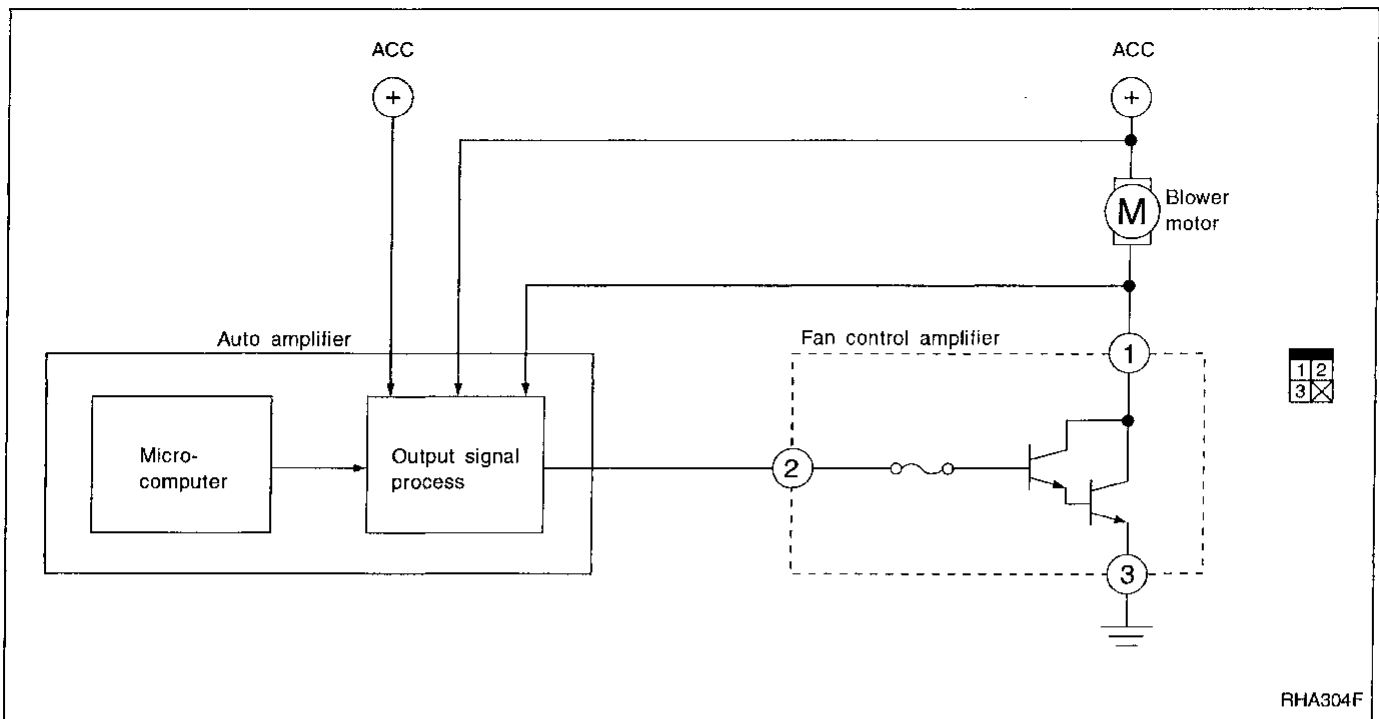 ACC
ACC
+
+
M
Blower
motor
Auto amplifier
Fan control amplifier
1
1 2
3
Micro-
computer
Output signal
process
2
3
RHA304F